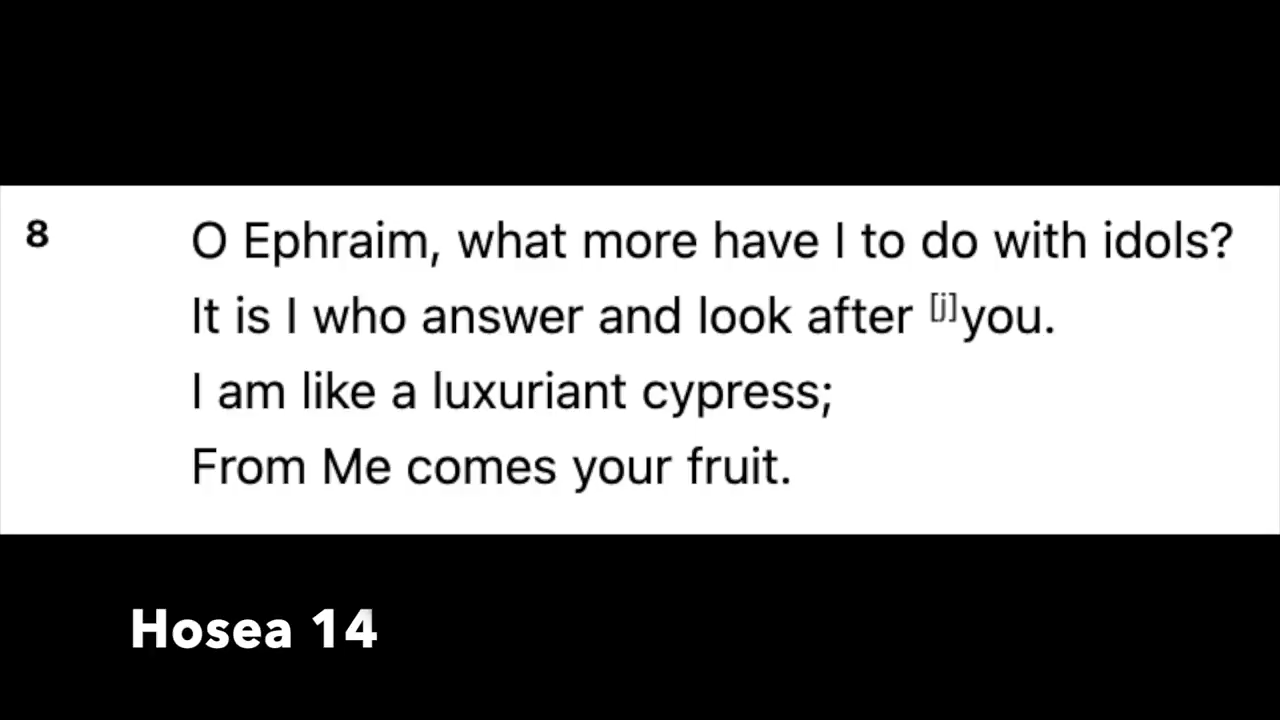 8 O Ephraim, what more have I to do with idols?
It is I who answer and look after [j]you.
I am like a luxuriant cypress;
From Me comes your fruit.
Hosea 14